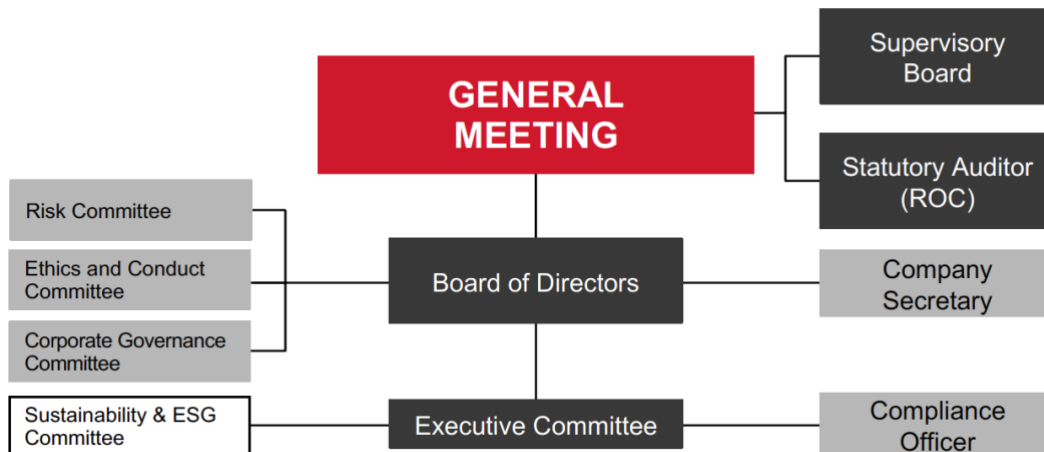 GENERAL
MEETING
Supervisory
Board
Statutory Auditor
(ROC)
Risk Committee
Ethics and Conduct
Committee
Corporate Governance
Committee
Board of Directors
Company
Secretary
Sustainability & ESG
Committee
Executive Committee
Compliance
Officer